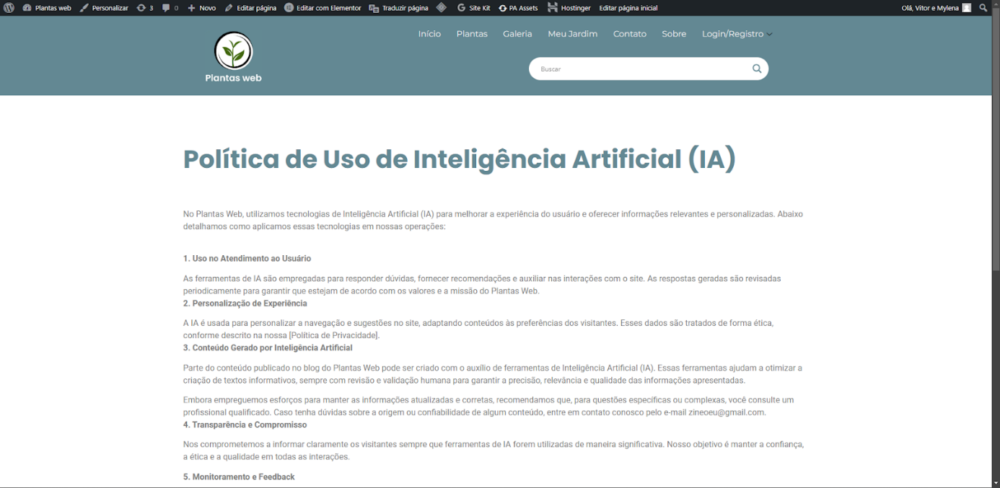 Plantas web Personalizar 3 0 Novo Editar página Editar com Elementor Traduzir página Site Kit PA Assets Hostinger Editar página inicial Olá, Vitor e Mylena
Início Plantas Galeria Meu Jardim Contato Sobre Login/Registro
Plantas web
Buscar
Política de Uso de Inteligência Artificial (IA)
No Plantas Web, utilizamos tecnologias de Inteligência Artificial (IA) para melhorar a experiência do usuário e oferecer informações relevantes e personalizadas. Abaixo
detalhamos como aplicamos essas tecnologias em nossas operações:
1. Uso no Atendimento ao Usuário
As ferramentas de IA são empregadas para responder dúvidas, fornecer recomendações e auxiliar nas interações com o site. As respostas geradas são revisadas
periodicamente para garantir que estejam de acordo com os valores e a missão do Plantas Web.
2. Personalização de Experiência
A IA é usada para personalizar a navegação e sugestões no site, adaptando conteúdos às preferências dos visitantes. Esses dados são tratados de forma ética,
conforme descrito na nossa [Política de Privacidade].
3. Conteúdo Gerado por Inteligência Artificial
Parte do conteúdo publicado no blog do Plantas Web pode ser criado com o auxílio de ferramentas de Inteligência Artificial (IA). Essas ferramentas ajudam a otimizar a
criação de textos informativos, sempre com revisão e validação humana para garantir a precisão, relevância e qualidade das informações apresentadas.
Embora empreguemos esforços para manter as informações atualizadas e corretas, recomendamos que, para questões específicas ou complexas, você consulte um
profissional qualificado. Caso tenha dúvidas sobre a origem ou confiabilidade de algum conteúdo, entre em contato conosco pelo e-mail zineoeu@gmail.com.
4. Transparência e Compromisso
Nos comprometemos a informar claramente os visitantes sempre que ferramentas de IA forem utilizadas de maneira significativa. Nosso objetivo é manter a confiança,
a ética e a qualidade em todas as interações.
5. Monitoramento e Feedback